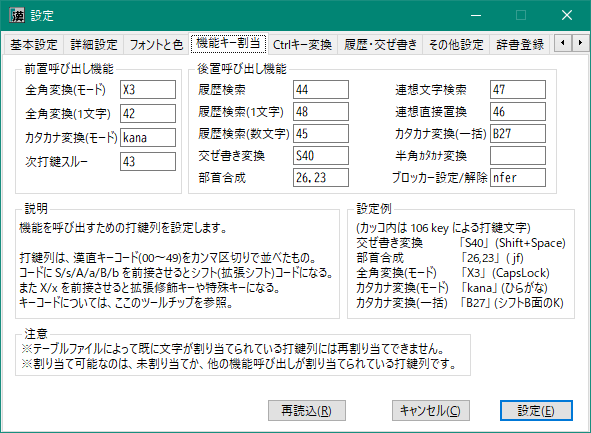 設定
基本設定 詳細設定 フォントと色 機能キー割当 Ctrlキー変換 履歴・交ぜ書き その他設定 辞書登録
前置呼び出し機能
全角変換(モード) X3
全角変換(1文字) 42
カタカナ変換(モード) kana
次打鍵スルー 43
後置呼び出し機能
履歴検索 44 連想文字検索 47
履歴検索(1文字) 48 連想直接置換 46
履歴検索(数文字) 45 カタカナ変換(一括) B27
交ぜ書き変換 S40 半角カタカナ変換
部首合成 26,23 ブロッカー設定/解除 nfer
説明
機能を呼び出すための打鍵列を設定します。
打鍵列は、漢直キーコード(00～49)をカンマ区切りで並べたもの。
コードに S/s/A/a/B/b を前接させるとシフト(拡張シフト)コードになる。
また X/x を前接させると拡張修飾キーや特殊キーになる。
キーコードについては、ここのツールチップを参照。
設定例
(カッコ内は 106 key による打鍵文字)
交ぜ書き変換 「S40」 (Shift+Space)
部首合成 「26,23」 ( jf)
全角変換(モード) 「X3」 (CapsLock)
カタカナ変換(モード) 「kana」 (ひらがな)
カタカナ変換(一括) 「B27」 (シフトB面のK)
注意
※テーブルファイルによって既に文字が割り当てられている打鍵列には再割り当てできません。
※割り当て可能なのは、未割り当てか、他の機能呼び出しが割り当てられている打鍵列です。
再読込(R) キャンセル(C) 設定(E)